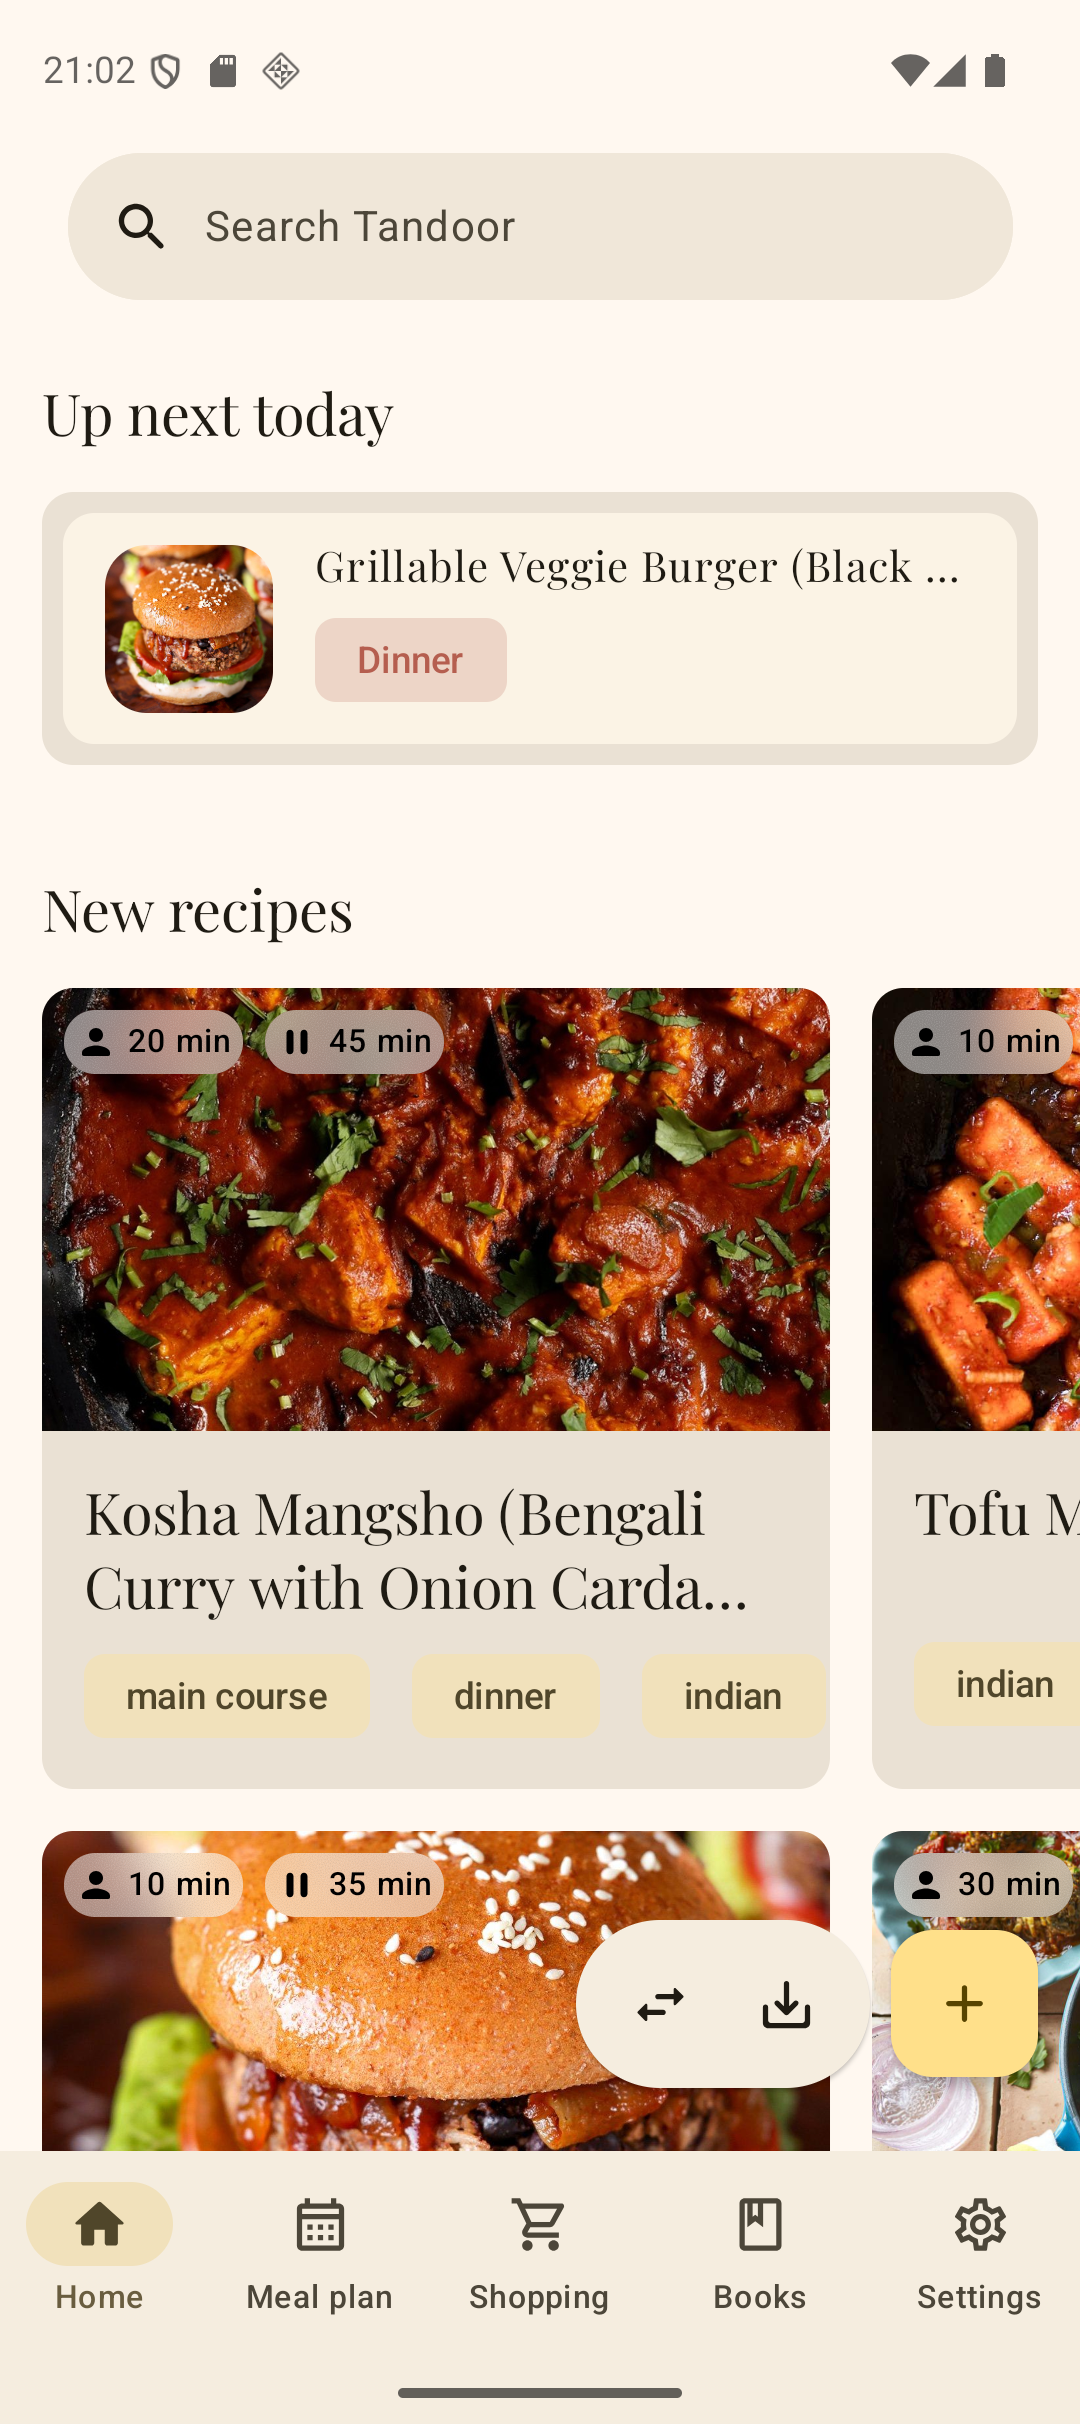 21:02
Search Tandoor
Up next today
Grillable Veggie Burger (Black ...
Dinner
New recipes
20 min
45 min
10 min
Kosha Mangsho (Bengali
Curry with Onion Carda...
main course
dinner
indian
Tofu M
indian
10 min
35 min
30 min
Home
Meal plan
Shopping
Books
Settings